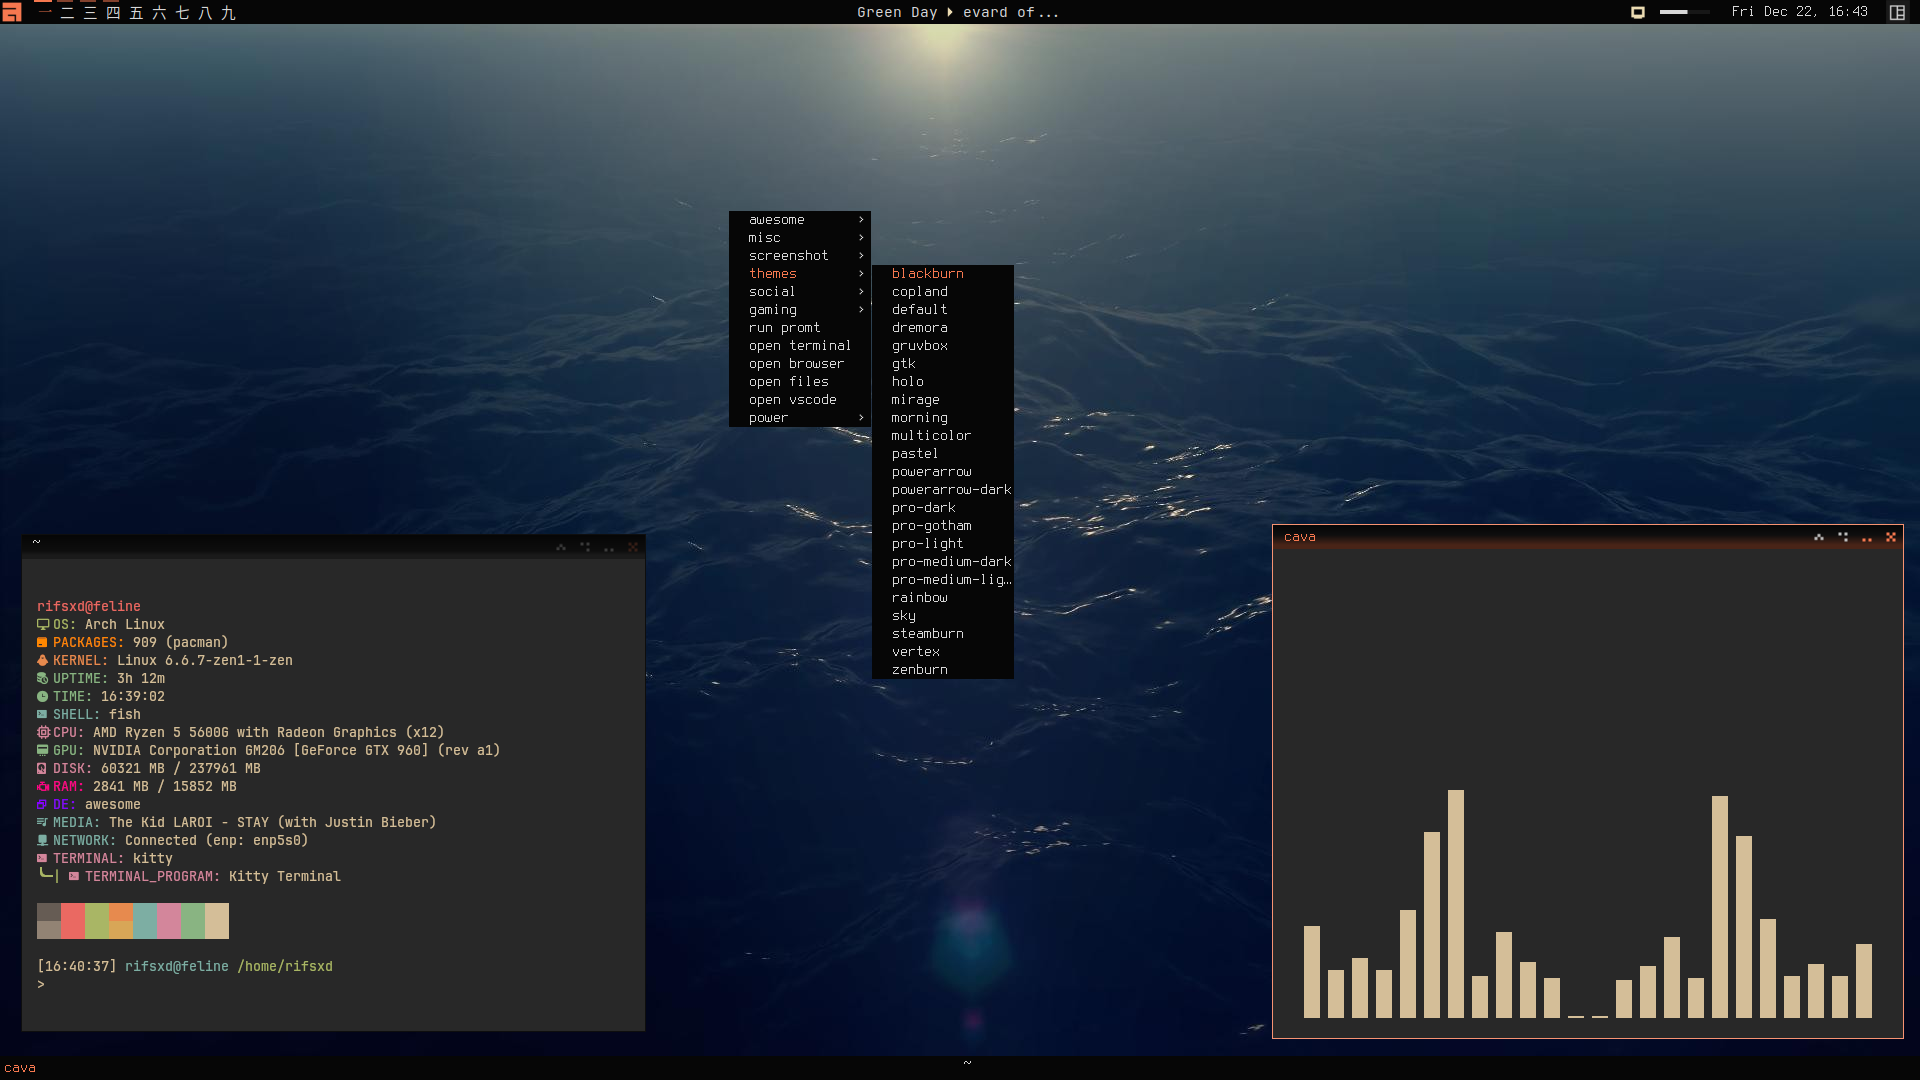 一 二 三 四 五 六 七 八 九
Green Day evard of...
Fri Dec 22, 16:43
awesome >
misc >
screenshot >
themes >
social >
gaming >
run promt
open terminal
open browser
open files
open vscode
power >
blackburn
copland
default
dremora
gruvbox
gtk
holo
mirage
morning
multicolor
pastel
powerarrow
powerarrow-dark
pro-dark
pro-gotham
pro-light
pro-medium-dark
pro-medium-lig…
rainbow
sky
steamburn
vertex
zenburn
~
rifsxd@feline
OS: Arch Linux
PACKAGES: 909 (pacman)
KERNEL: Linux 6.6.7-zen1-1-zen
UPTIME: 3h 12m
TIME: 16:39:02
SHELL: fish
CPU: AMD Ryzen 5 5600G with Radeon Graphics (x12)
GPU: NVIDIA Corporation GM206 [GeForce GTX 960] (rev a1)
DISK: 60321 MB / 237961 MB
RAM: 2841 MB / 15852 MB
DE: awesome
MEDIA: The Kid LAROI - STAY (with Justin Bieber)
NETWORK: Connected (enp: enp5s0)
TERMINAL: kitty
TERMINAL_PROGRAM: Kitty Terminal
[16:40:37] rifsxd@feline /home/rifsxd
>
cava
cava
~